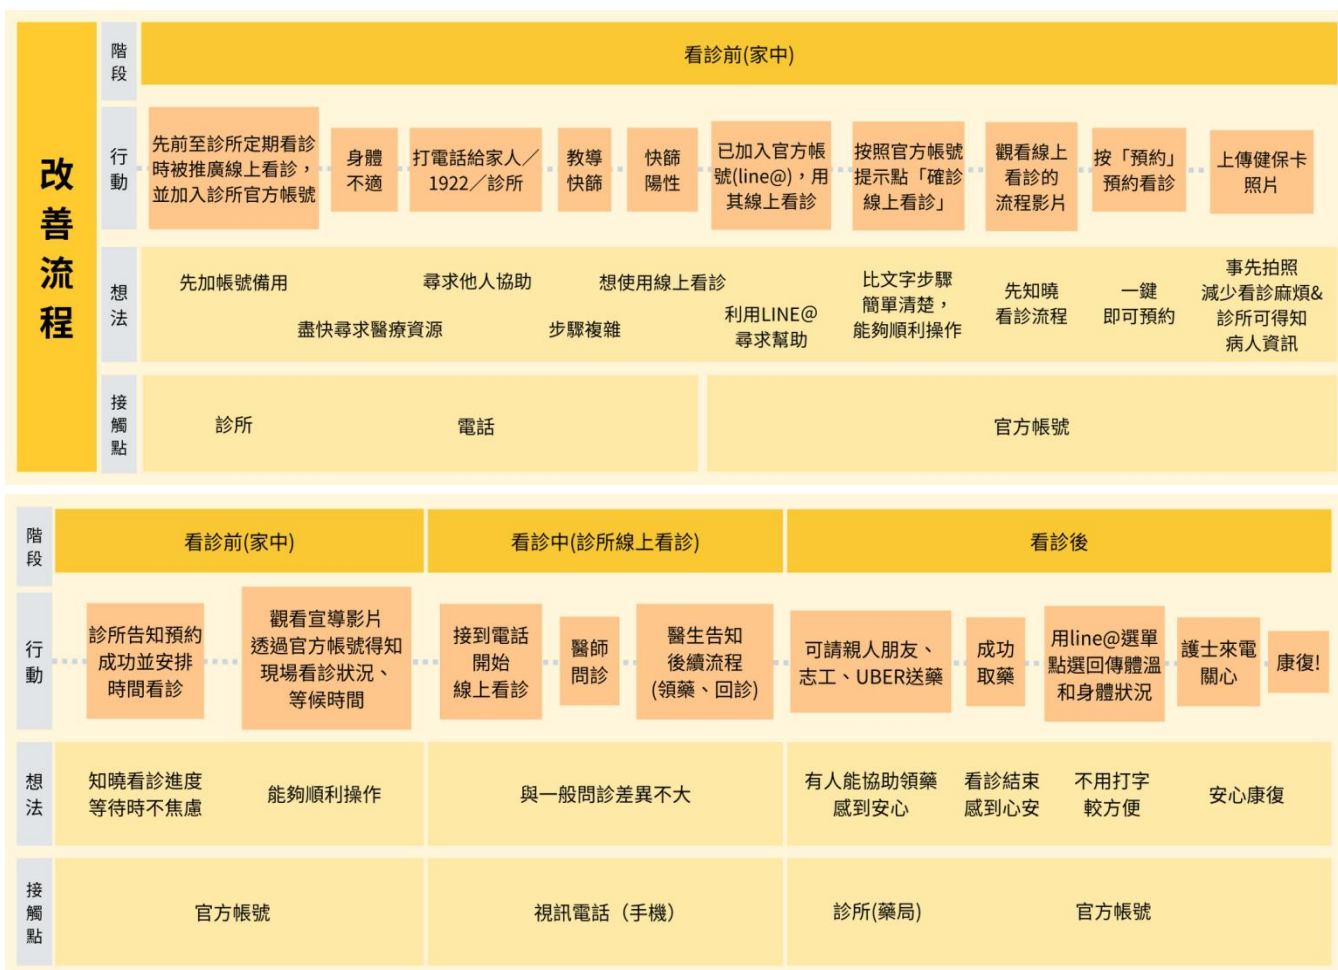 改善流程
階段
看診前(家中)
行動
先前至診所定期看診
時被推廣線上看診，
並加入診所官方帳號
身體
不適
打電話給家人／
1922／診所
教導
快篩
快篩
陽性
已加入官方帳
號(line@)，用
其線上看診
按照官方帳號
提示點「確診
線上看診」
觀看線上
看診的
流程影片
按「預約」
預約看診
上傳健保卡
照片
想法
先加帳號備用
盡快尋求醫療資源
尋求他人協助
步驟複雜
想使用線上看診
利用LINE@
尋求幫助
比文字步驟
簡單清楚，
能夠順利操作
先知曉
看診流程
一鍵
即可預約
事先拍照
減少看診麻煩&
診所可得知
病人資訊
接觸點
診所
電話
官方帳號
階段
看診前(家中)
看診中(診所線上看診)
看診後
行動
診所告知預約
成功並安排
時間看診
觀看宣導影片
透過官方帳號得知
現場看診狀況、
等候時間
接到電話
開始
線上看診
醫師
問診
醫生告知
後續流程
(領藥、回診)
可請親人朋友、
志工、UBER送藥
成功
取藥
用line@選單
點選回傳體溫
和身體狀況
護士來電
關心
康復!
想法
知曉看診進度
等待時不焦慮
能夠順利操作
與一般問診差異不大
有人能協助領藥
感到安心
看診結束
感到心安
不用打字
較方便
安心康復
接觸點
官方帳號
視訊電話（手機）
診所(藥局)
官方帳號